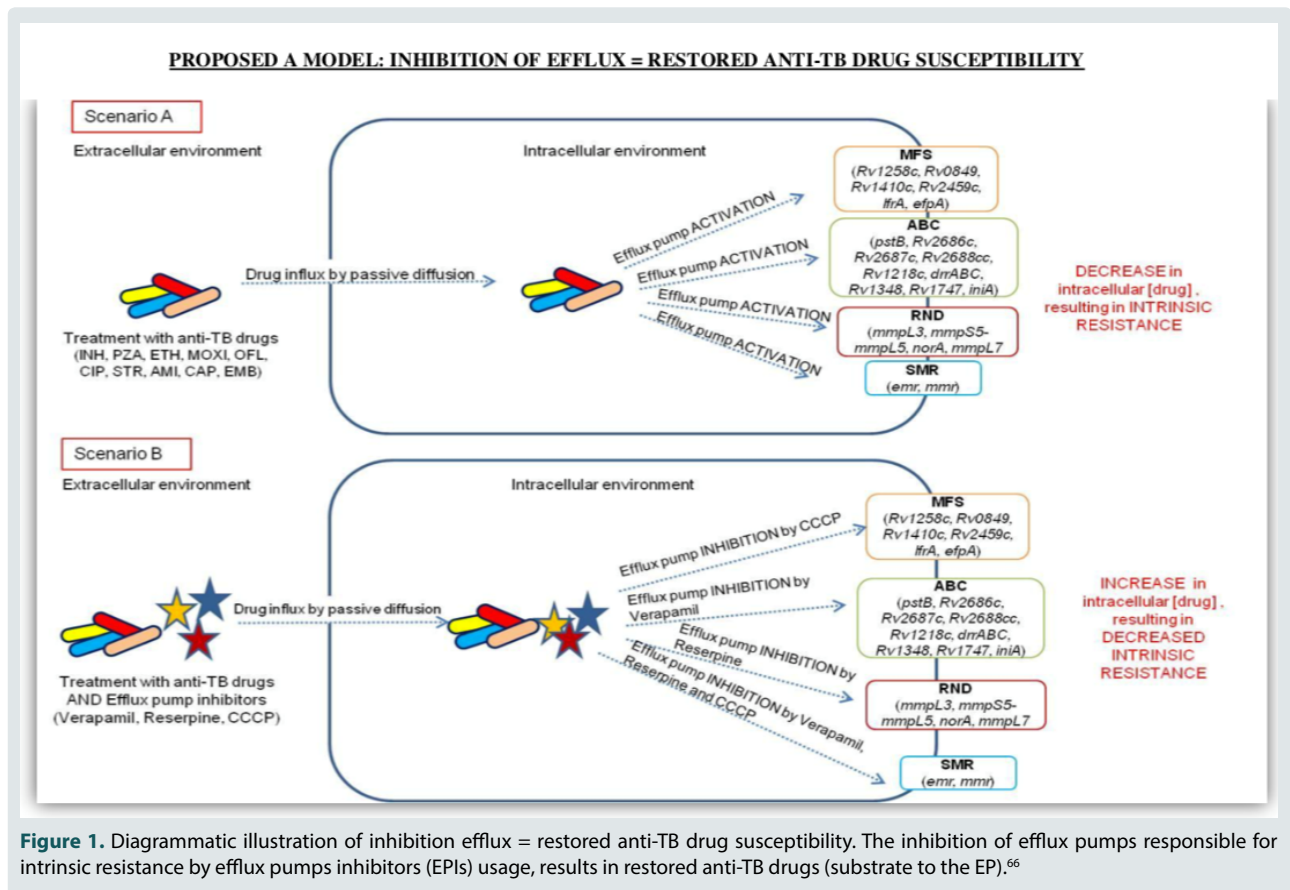 PROPOSED A MODEL: INHIBITION OF EFFLUX = RESTORED ANTI-TB DRUG SUSCEPTIBILITY
Scenario A
Extracellular environment
Intracellular environment
Drug influx by passive diffusion
Treatment with anti-TB drugs
(INH, PZA, ETH, MOXI, OFL,
CIP, STR, AMI, CAP, EMB)
Efflux pump ACTIVATION
Efflux pump ACTIVATION
Efflux pump ACTIVATION
Efflux pump ACTIVATION
MFS
(Rv1258c, Rv0849,
Rv1410c, Rv2459c,
lfrA, efpA)
ABC
(pstB, Rv2686c,
Rv2687c, Rv2688cc,
Rv1218c, drrABC,
Rv1348, Rv1747, iniA)
RND
(mmpL3, mmpS5-
mmpL5, norA, mmpL7
SMR
(emr, mmr)
DECREASE in
intracellular [drug] ,
resulting in INTRINSIC
RESISTANCE
Scenario B
Extracellular environment
Intracellular environment
Drug influx by passive diffusion
Treatment with anti-TB drugs
AND Efflux pump inhibitors
(Verapamil, Reserpine, CCCP)
Efflux pump INHIBITION by CCCP
Efflux pump INHIBITION by
Verapamil
Efflux pump INHIBITION by
Reserpine
Efflux pump INHIBITION by Verapamil,
Reserpine and CCCP
MFS
(Rv1258c, Rv0849,
Rv1410c, Rv2459c,
lfrA, efpA)
ABC
(pstB, Rv2686c,
Rv2687c, Rv2688cc,
Rv1218c, drrABC,
Rv1348, Rv1747, iniA)
RND
(mmpL3, mmpS5-
mmpL5, norA, mmpL7
SMR
(emr, mmr)
INCREASE in
intracellular [drug] ,
resulting in
DECREASED
INTRINSIC
RESISTANCE
Figure 1. Diagrammatic illustration of inhibition efflux = restored anti-TB drug susceptibility. The inhibition of efflux pumps responsible for
intrinsic resistance by efflux pumps inhibitors (EPIs) usage, results in restored anti-TB drugs (substrate to the EP).⁶⁶